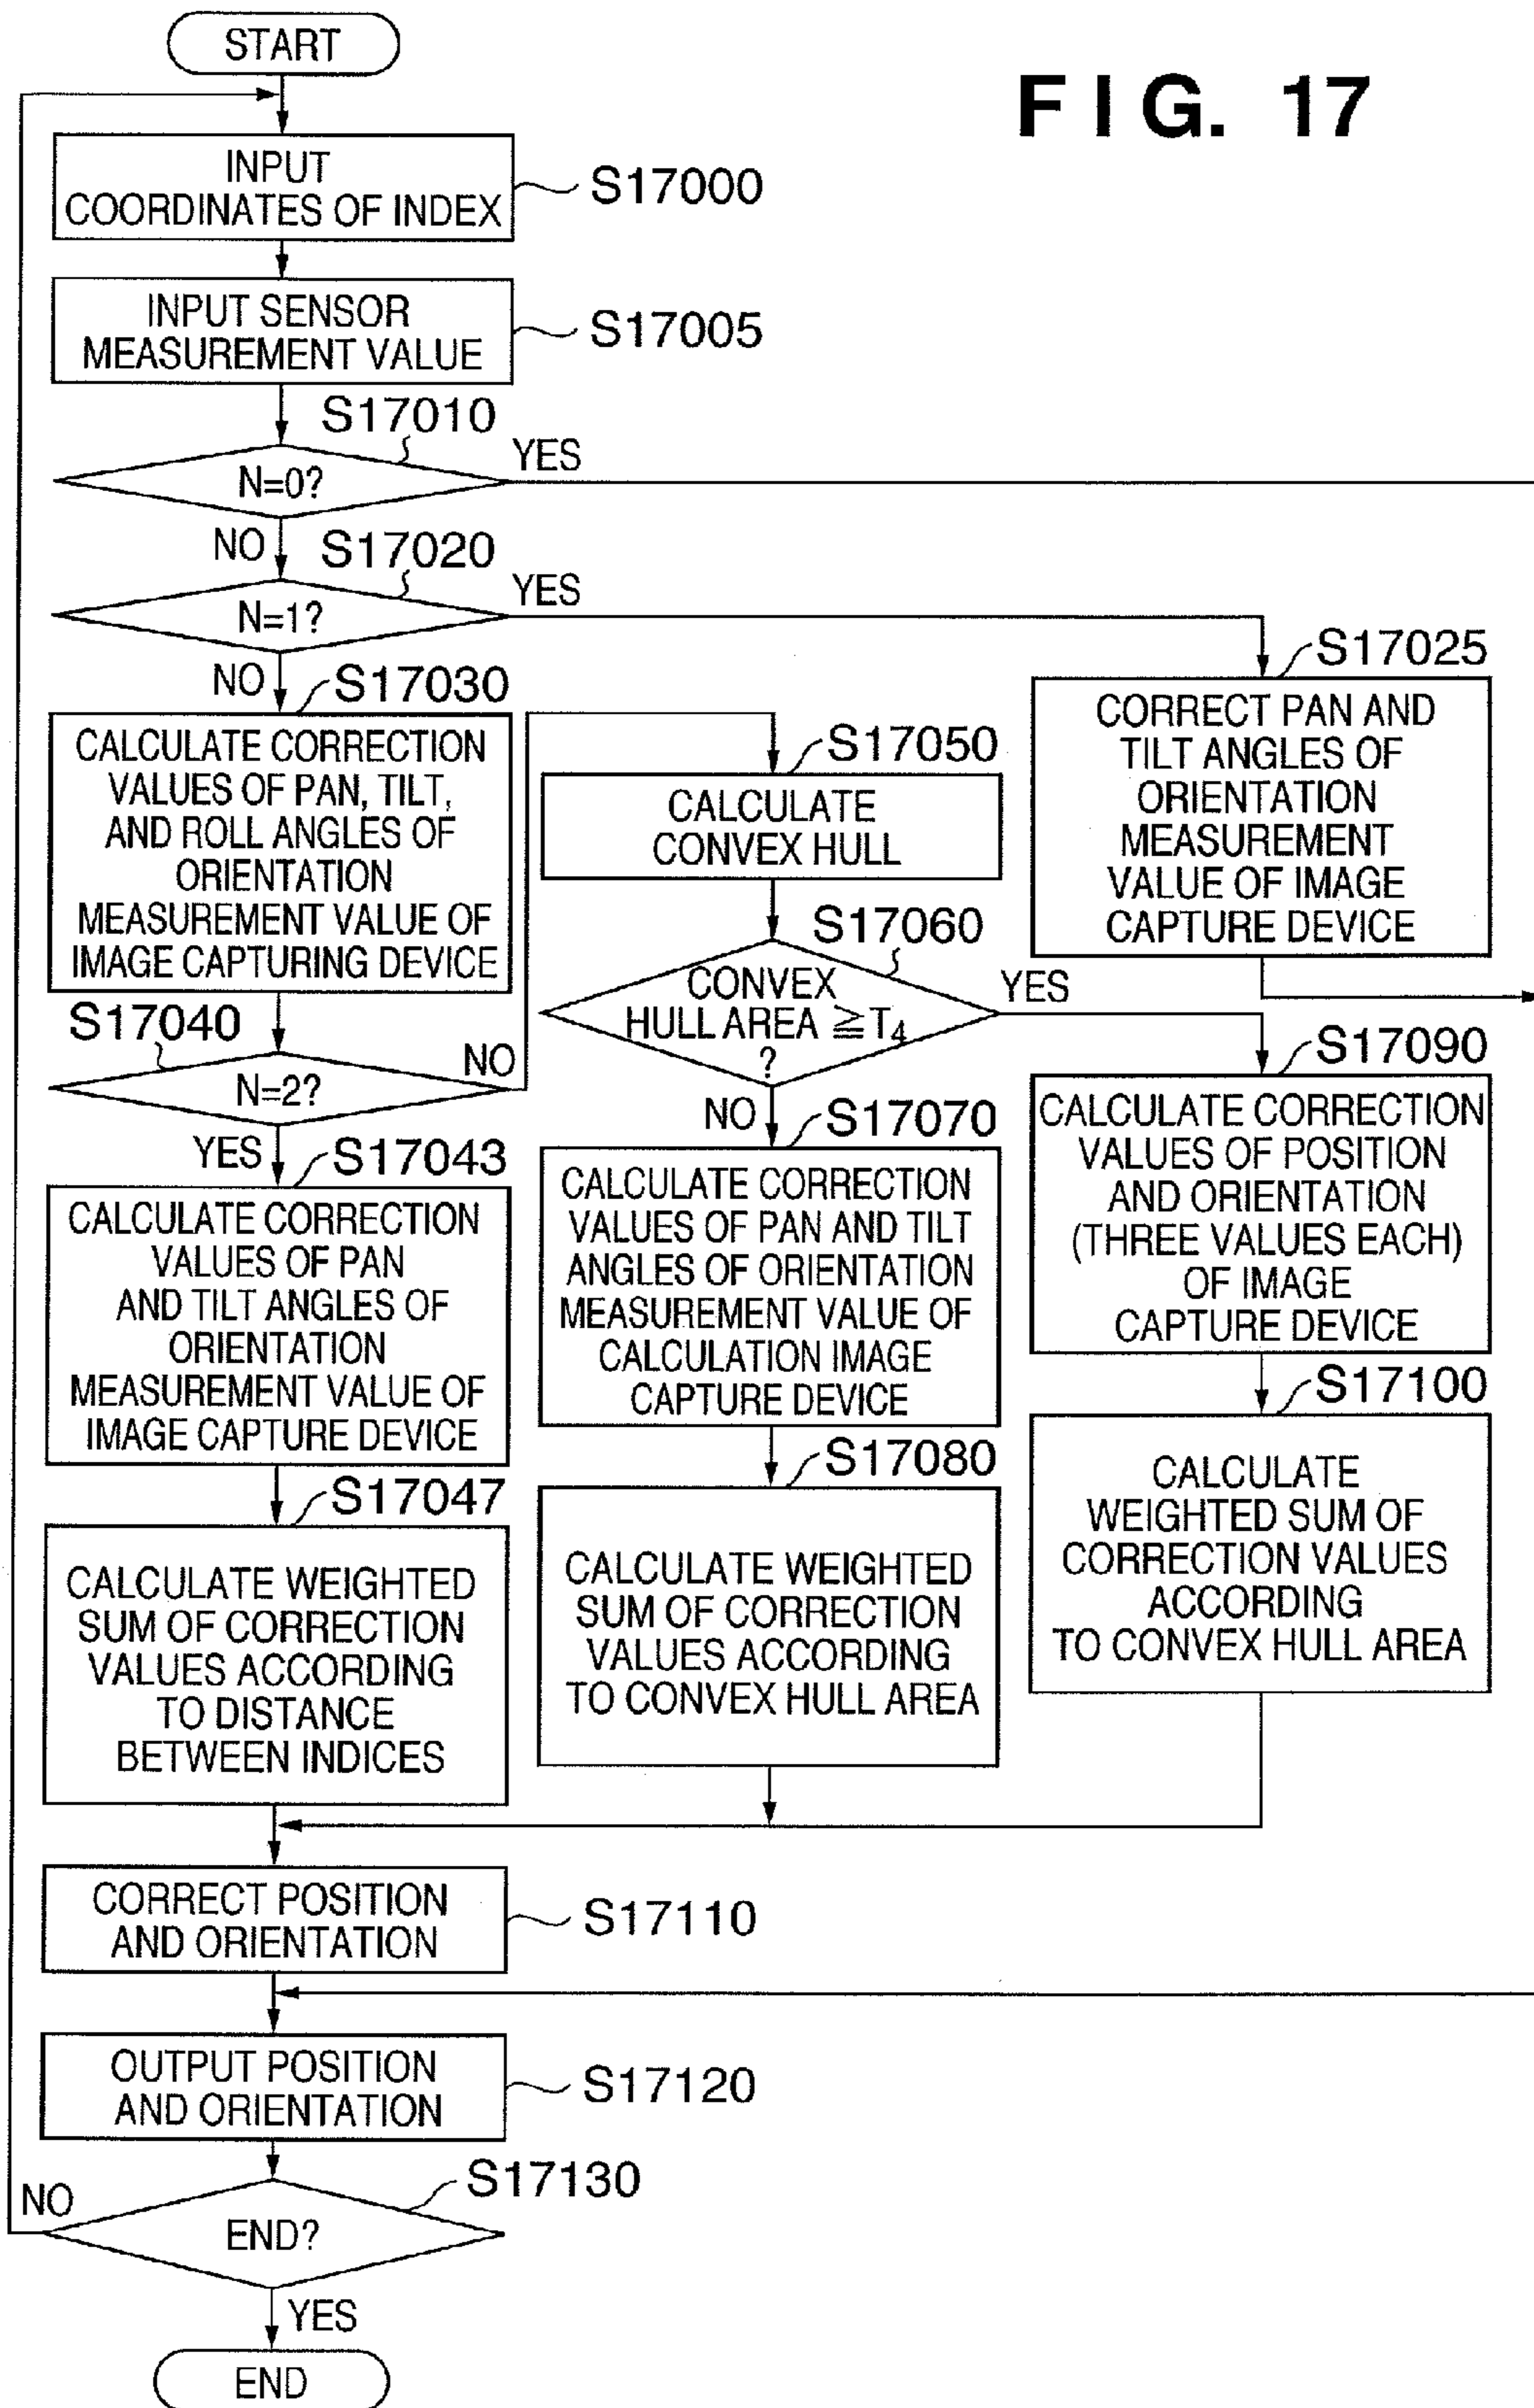 START
FIG. 17
INPUT
COORDINATES OF INDEX
S17000
INPUT SENSOR
MEASUREMENT VALUE
S17005
S17010
N=0?
YES
NO
S17020
N=1?
YES
NO
S17025
CORRECT PAN AND
TILT ANGLES OF
ORIENTATION
MEASUREMENT
VALUE OF IMAGE
CAPTURE DEVICE
S17030
CALCULATE CORRECTION
VALUES OF PAN, TILT,
AND ROLL ANGLES OF
ORIENTATION
MEASUREMENT VALUE OF
IMAGE CAPTURING DEVICE
S17040
N=2?
NO
YES
S17043
CALCULATE CORRECTION
VALUES OF PAN
AND TILT ANGLES OF
ORIENTATION
MEASUREMENT VALUE OF
IMAGE CAPTURE DEVICE
S17047
CALCULATE WEIGHTED
SUM OF CORRECTION
VALUES ACCORDING
TO DISTANCE
BETWEEN INDICES
S17050
CALCULATE
CONVEX HULL
S17060
CONVEX
HULL AREA ≧T4
?
YES
NO
S17070
CALCULATE CORRECTION
VALUES OF PAN AND TILT
ANGLES OF ORIENTATION
MEASUREMENT VALUE OF
CALCULATION IMAGE
CAPTURE DEVICE
S17080
CALCULATE WEIGHTED
SUM OF CORRECTION
VALUES ACCORDING
TO CONVEX HULL AREA
S17090
CALCULATE CORRECTION
VALUES OF POSITION
AND ORIENTATION
(THREE VALUES EACH)
OF IMAGE
CAPTURE DEVICE
S17100
CALCULATE
WEIGHTED SUM OF
CORRECTION VALUES
ACCORDING
TO CONVEX HULL AREA
CORRECT POSITION
AND ORIENTATION
S17110
OUTPUT POSITION
AND ORIENTATION
S17120
S17130
END?
NO
YES
END